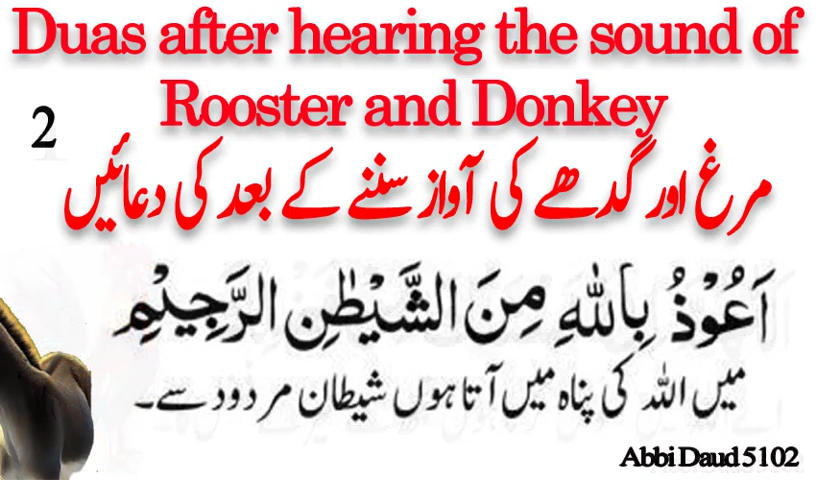 Duas after hearing the sound of
Rooster and Donkey
2
مرغ اور گدھے کی آواز سننے کے بعد کی دعائیں
اَعُوْذُ بِاللّٰهِ مِنَ الشَّيْطٰنِ الرَّجِيْمِ
میں اللہ کی پناہ میں آتا ہوں شیطان مردود سے۔
Abbi Daud 5102